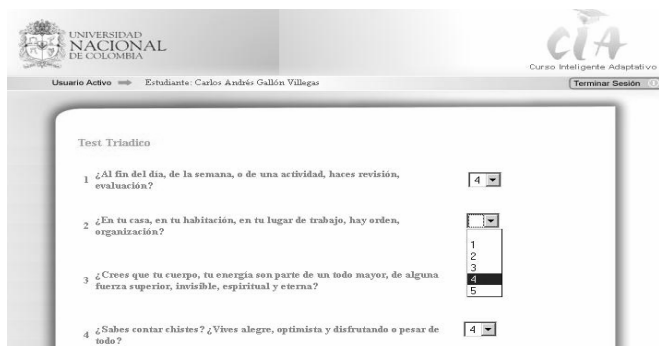 UNIVERSIDAD
NACIONAL
DE COLOMBIA
CIA
Curso Inteligente Adaptativo
Usuario Activo
Estudiante: Carlos Andrés Gallón Villegas
Terminar Sesión
Test Triadico
1 ¿Al fin del día, de la semana, o de una actividad, haces revisión,
evaluación?
4
2 ¿En tu casa, en tu habitación, en tu lugar de trabajo, hay orden,
organización?
1
2
3
4
5
3 ¿Crees que tu cuerpo, tu energía son parte de un todo mayor, de alguna
fuerza superior, invisible, espiritual y eterna?
4 ¿Sabes contar chistes? ¿Vives alegre, optimista y disfrutando o pesar de
todo?
4